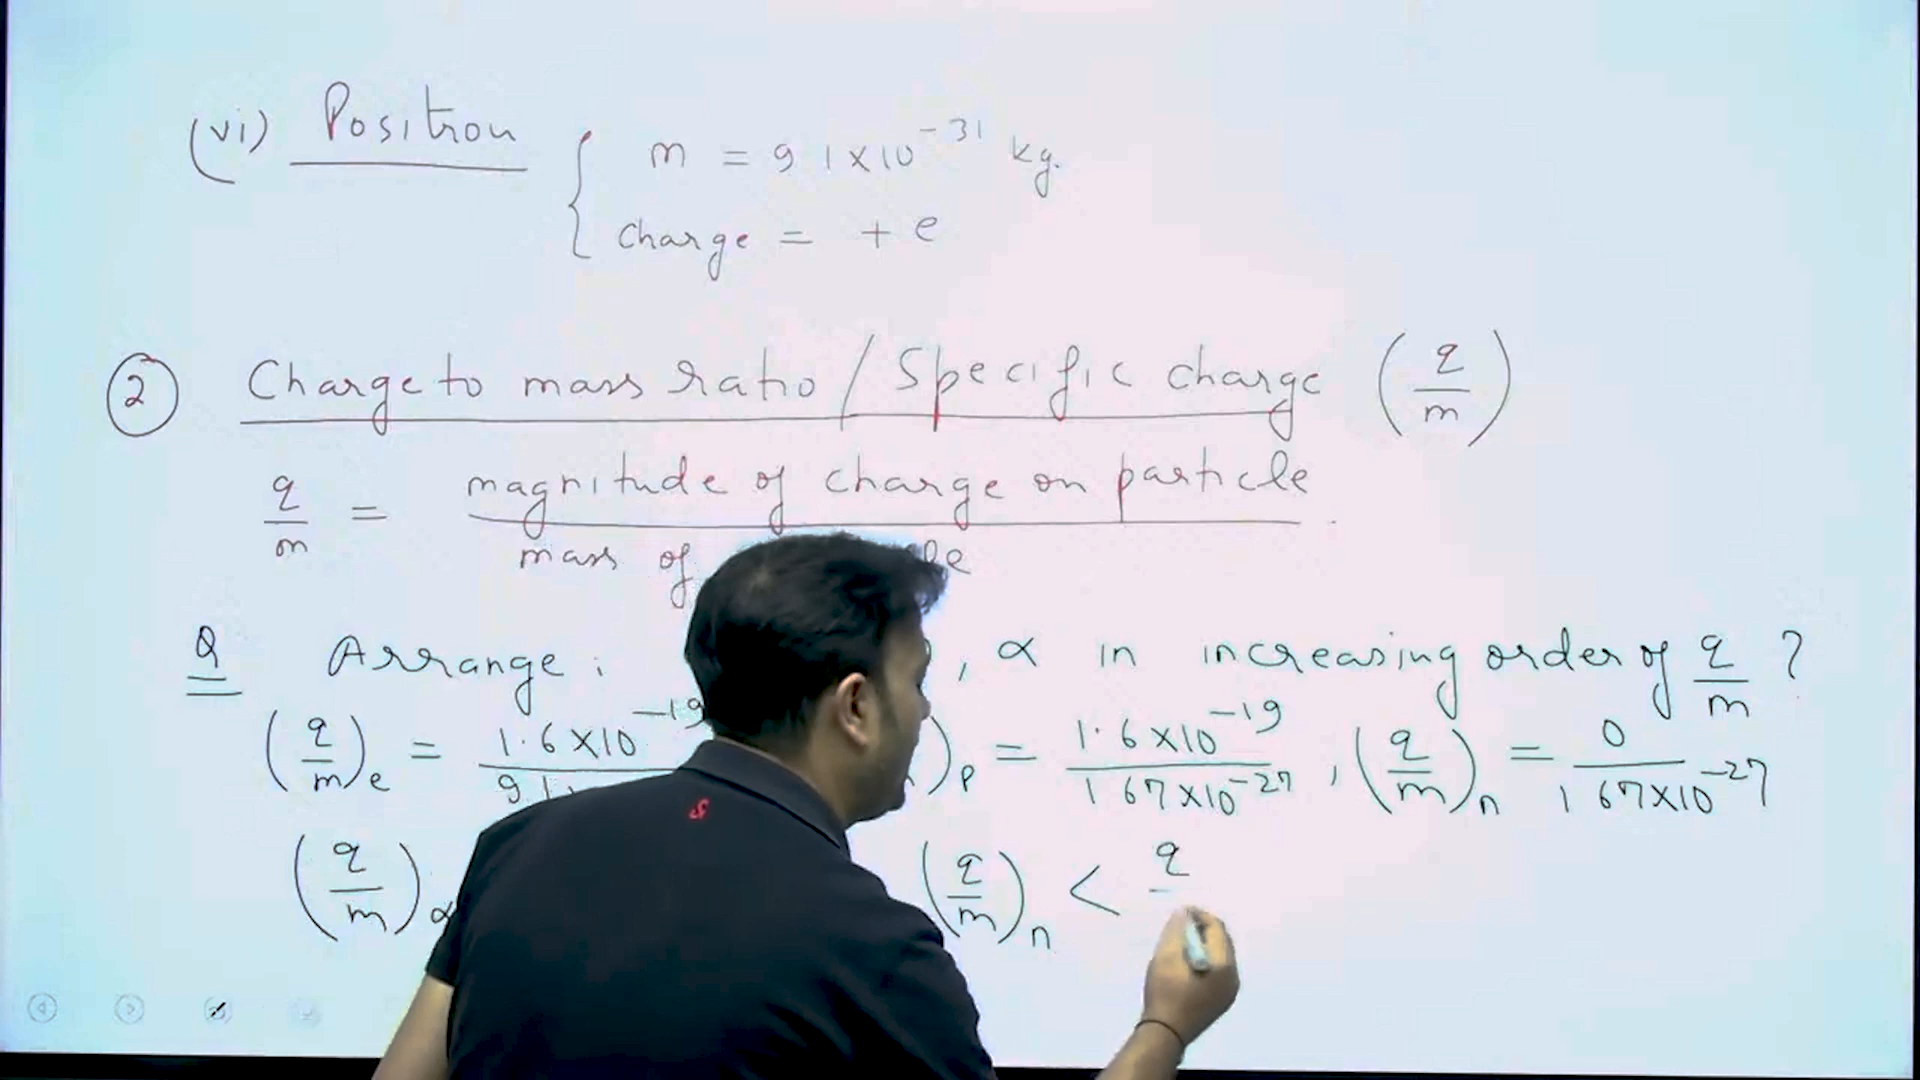 (vi) Positron
m = 9 1×10⁻³¹ kg.
charge = + e
2 Charge to mass ratio / Specific charge (q/m)
q/m = magnitude of charge on particle
mass of
Q Arrange : , α in increasing order of q/m ?
(q/m)e = 1.6×10⁻¹⁹ / 9 1 )p = 1.6×10⁻¹⁹ / 1 67×10⁻²⁷ , (q/m)n = 0 / 1 67×10⁻²⁷
(q/m)α (q/m)n < q